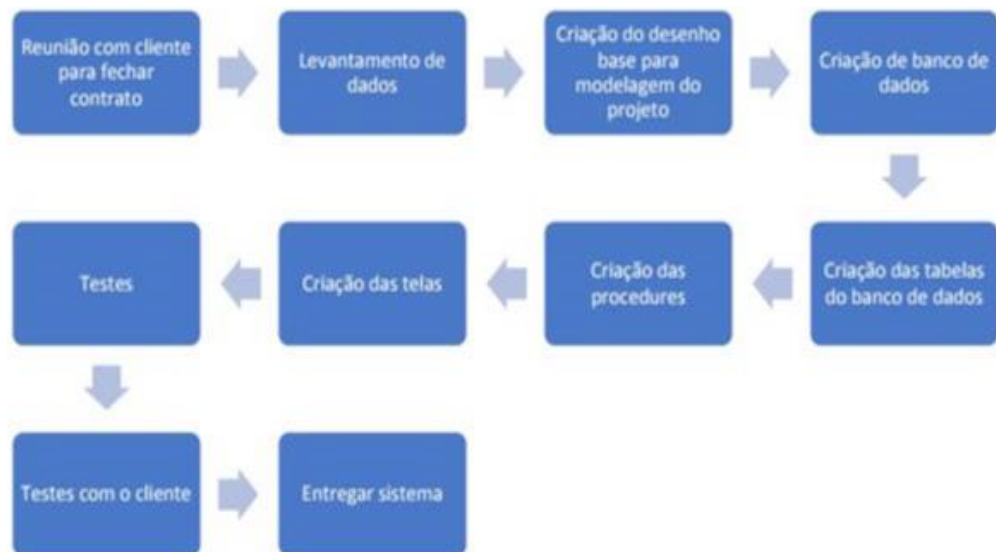 Reunião com cliente
para fechar
contrato
Levantamento de
dados
Criação do desenho
base para
modelagem do
projeto
Criação de banco de
dados
Criação das tabelas
do banco de dados
Criação das
procedures
Criação das telas
Testes
Testes com o cliente
Entregar sistema